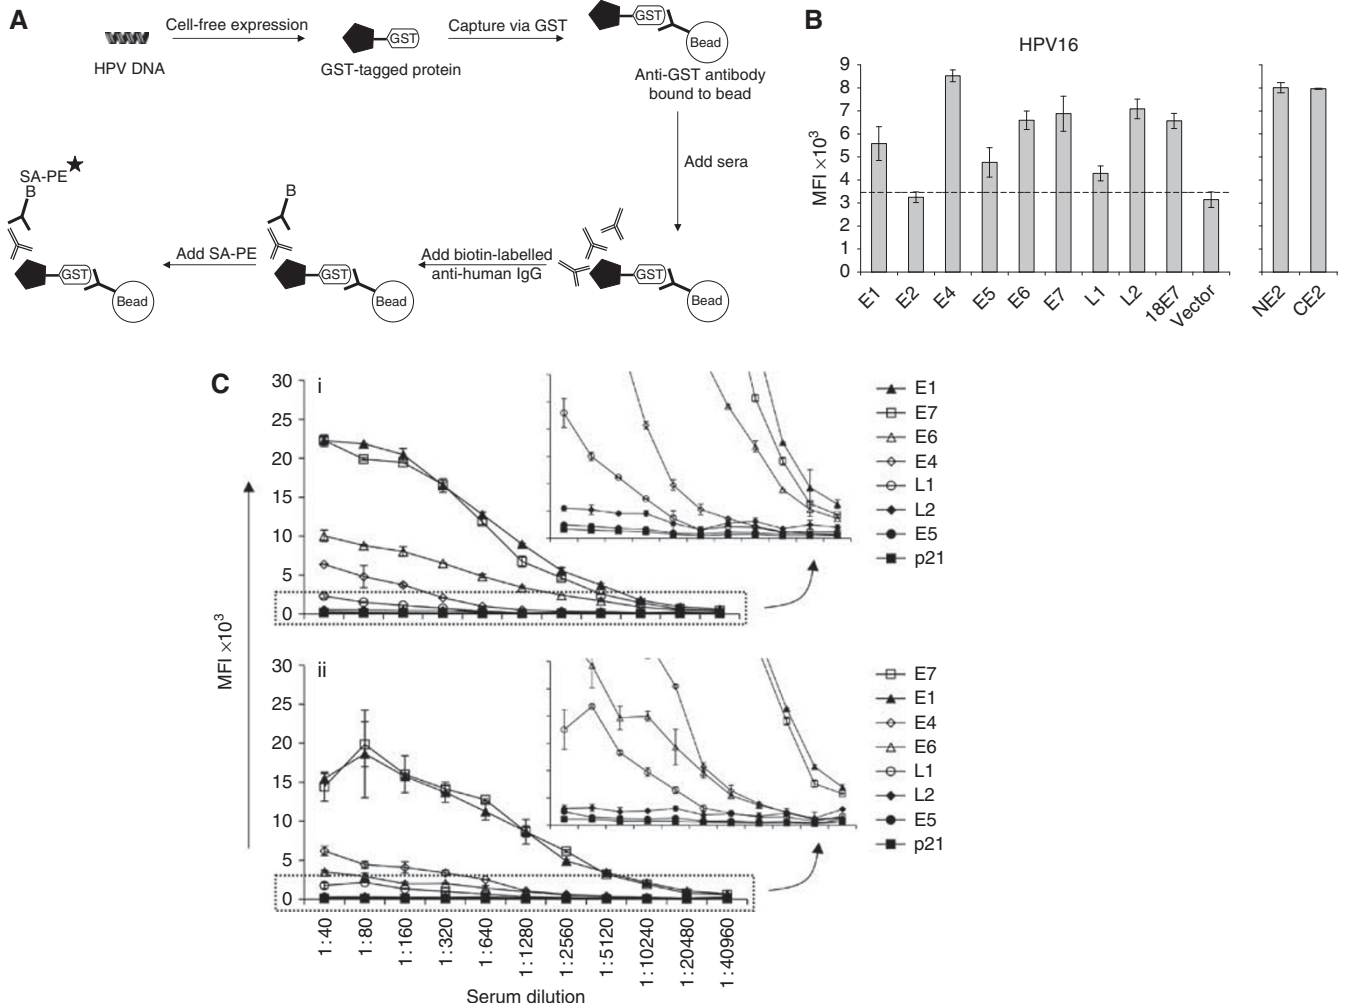 A
HPV DNA
Cell-free expression
GST
GST-tagged protein
Capture via GST
GST
Bead
Anti-GST antibody
bound to bead
Add sera
GST
Bead
Add biotin-labelled
anti-human IgG
B
GST
Bead
Add SA-PE
SA-PE
B
GST
Bead
B
HPV16
MFI ×10³
9
8
7
6
5
4
3
2
1
0
E1
E2
E4
E5
E6
E7
L1
L2
18E7
Vector
NE2
CE2
C
i
30
25
20
15
10
5
0
E1
E7
E6
E4
L1
L2
E5
p21
MFI ×10³
ii
30
25
20
15
10
5
0
E7
E1
E4
E6
L1
L2
E5
p21
1:40
1:80
1:160
1:320
1:640
1:1280
1:2560
1:5120
1:10240
1:20480
1:40960
Serum dilution